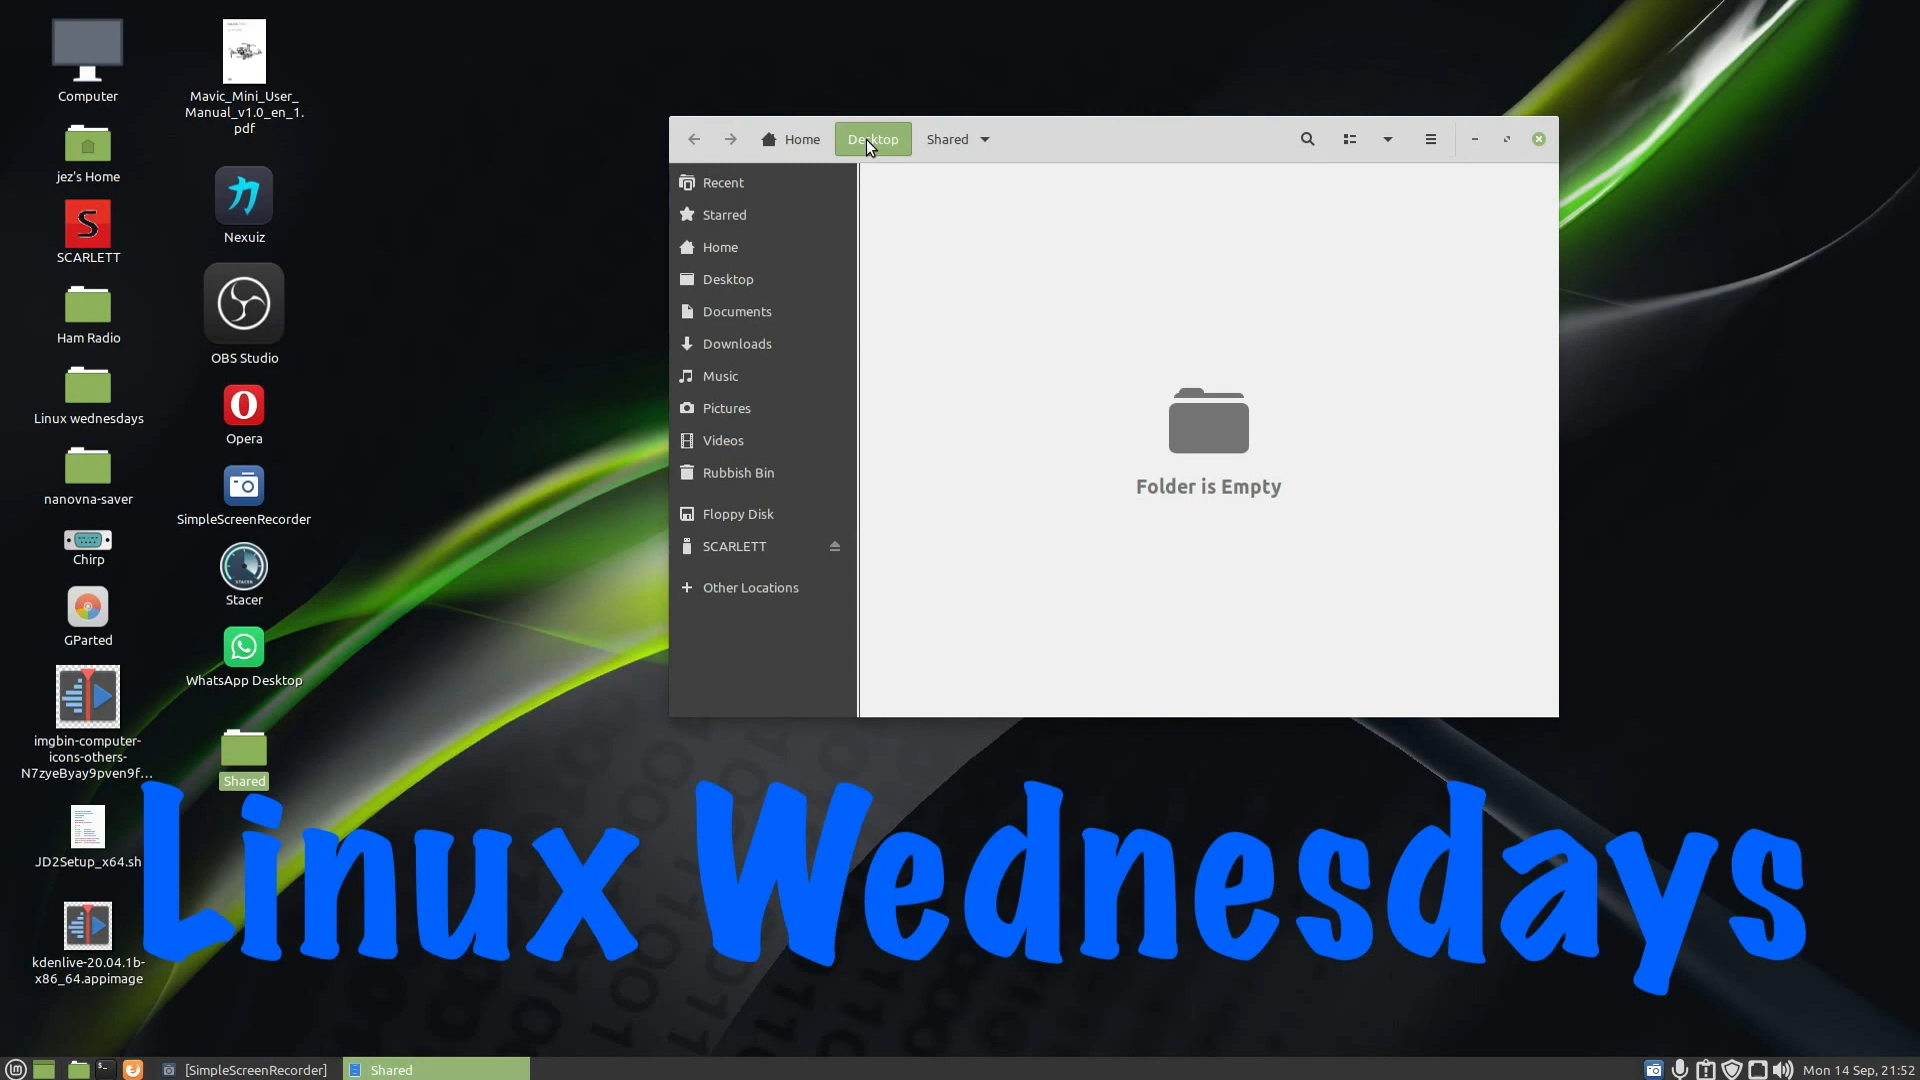 Computer
jez's Home
S
SCARLETT
Ham Radio
Linux wednesdays
nanovna-saver
Chirp
GParted
imgbin-computer-
icons-others-
N7zyeByay9pven9f...
JD2Setup_x64.sh
kdenlive-20.04.1b-
x86_64.appimage
Mavic_Mini_User_
Manual_v1.0_en_1.
pdf
力
Nexuiz
OBS Studio
Opera
SimpleScreenRecorder
STACER
Stacer
WhatsApp Desktop
Shared
Home
Desktop
Shared
Recent
Starred
Home
Desktop
Documents
Downloads
Music
Pictures
Videos
Rubbish Bin
Floppy Disk
SCARLETT
Other Locations
Folder is Empty
Linux Wednesdays
[SimpleScreenRecorder]
Shared
Mon 14 Sep, 21:52